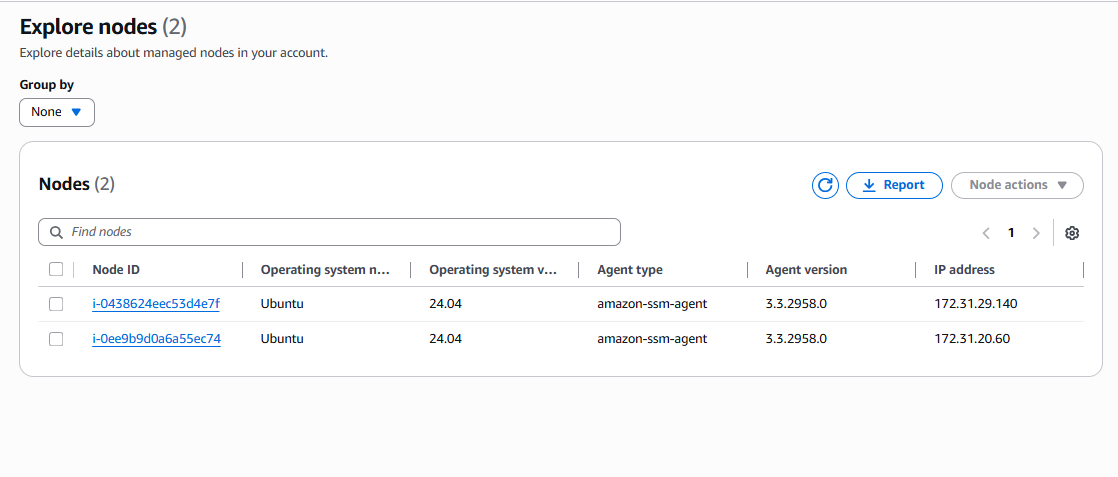 Explore nodes (2)
Explore details about managed nodes in your account.
Group by
None
Nodes (2)
Report
Node actions
Find nodes
1
Node ID Operating system n... Operating system v... Agent type Agent version IP address
i-0438624eec53d4e7f Ubuntu 24.04 amazon-ssm-agent 3.3.2958.0 172.31.29.140
i-0ee9b9d0a6a55ec74 Ubuntu 24.04 amazon-ssm-agent 3.3.2958.0 172.31.20.60